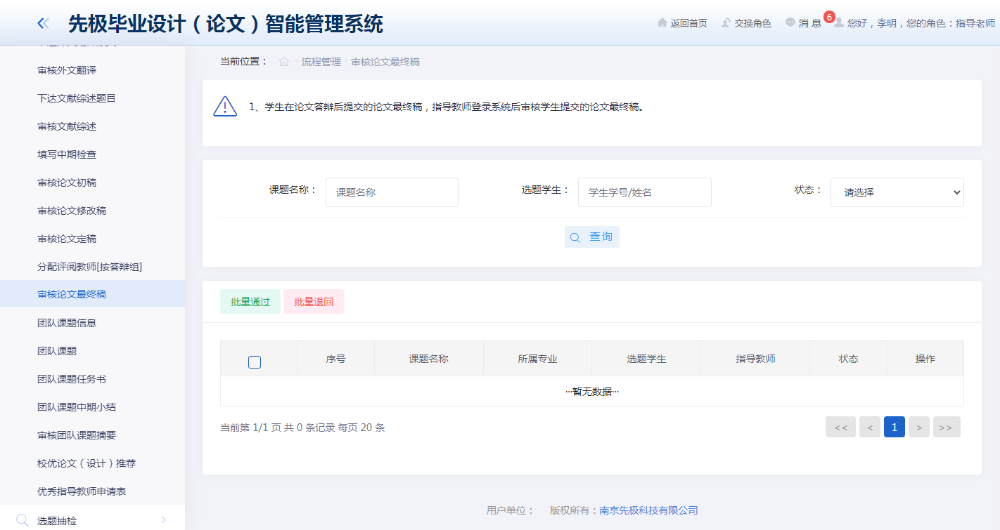 先极毕业设计（论文）智能管理系统
返回首页 交换角色 消 息 6 您好，李明，您的角色：指导老师
审核外文翻译
下达文献综述题目
审核文献综述
填写中期检查
审核论文初稿
审核论文修改稿
审核论文定稿
分配评阅教师[按答辩组]
审核论文最终稿
团队课题信息
团队课题
团队课题任务书
团队课题中期小结
审核团队课题摘要
校优论文（设计）推荐
优秀指导教师申请表
选题抽检
当前位置： 流程管理 审核论文最终稿
1、学生在论文答辩后提交的论文最终稿，指导教师登录系统后审核学生提交的论文最终稿。
课题名称： 课题名称 选题学生： 学生学号/姓名 状态： 请选择
查询
批量通过 批量退回
序号 课题名称 所属专业 选题学生 指导教师 状态 操作
···暂无数据···
当前第 1/1 页 共 0 条记录 每页 20 条 << < 1 > >>
用户单位： 版权所有：南京先极科技有限公司